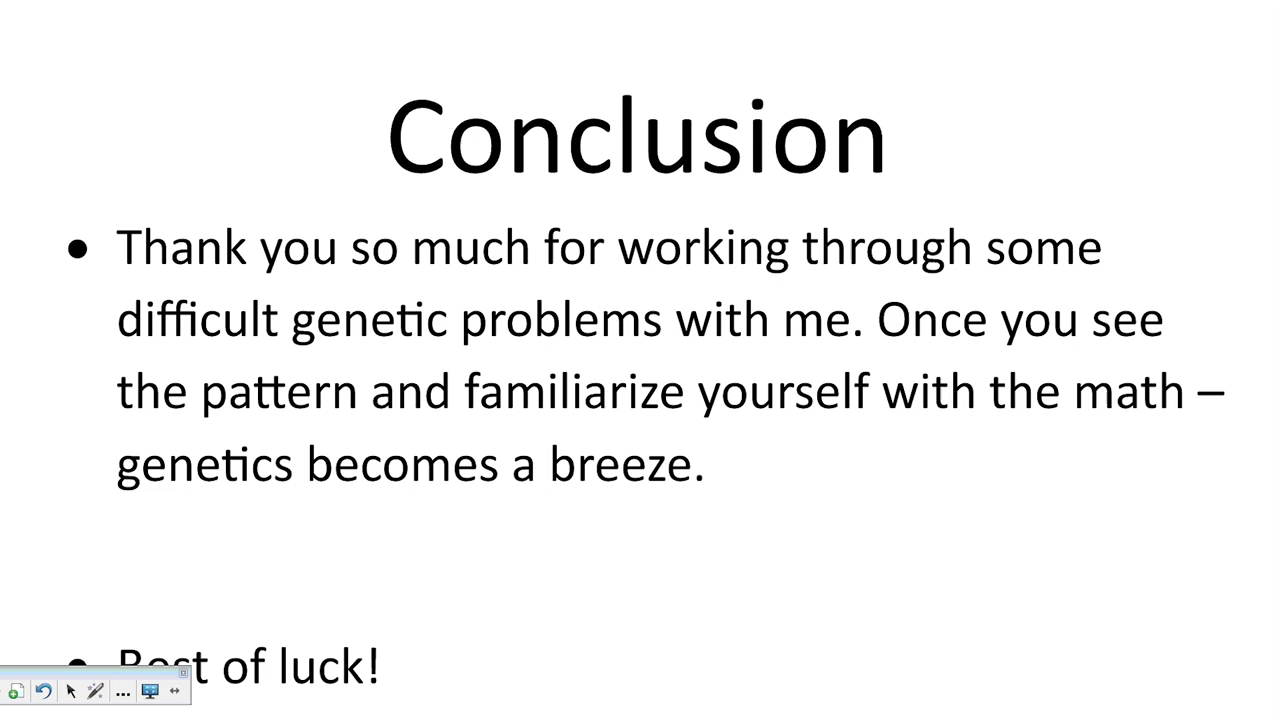 Conclusion
• Thank you so much for working through some
difficult genetic problems with me. Once you see
the pattern and familiarize yourself with the math –
genetics becomes a breeze.
• Best of luck!